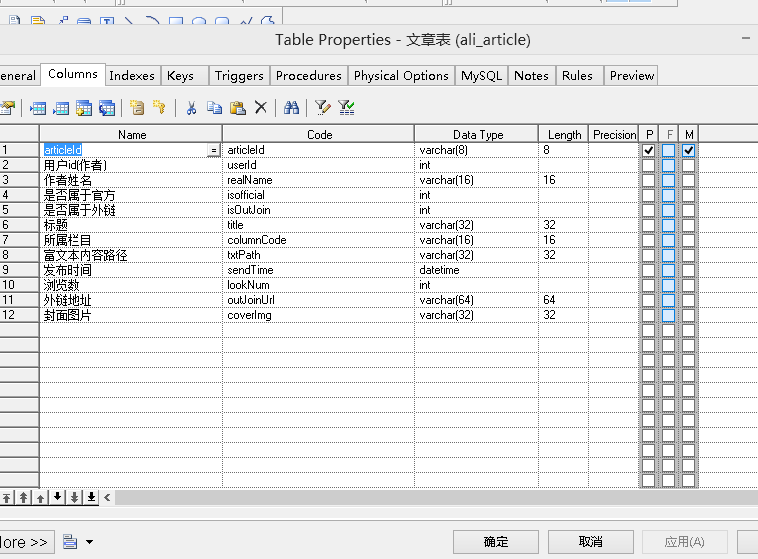 Table Properties - 文章表 (ali_article)
eneral Columns Indexes Keys Triggers Procedures Physical Options MySQL Notes Rules Preview
Name Code Data Type Length Precision P F M
1 articleId = articleId varchar(8) 8
2 用户id(作者) userId int
3 作者姓名 realName varchar(16) 16
4 是否属于官方 isofficial int
5 是否属于外链 isOutJoin int
6 标题 title varchar(32) 32
7 所属栏目 columnCode varchar(16) 16
8 富文本内容路径 txtPath varchar(32) 32
9 发布时间 sendTime datetime
10 浏览数 lookNum int
11 外链地址 outJoinUrl varchar(64) 64
12 封面图片 coverImg varchar(32) 32
lore >> 确定 取消 应用(A)